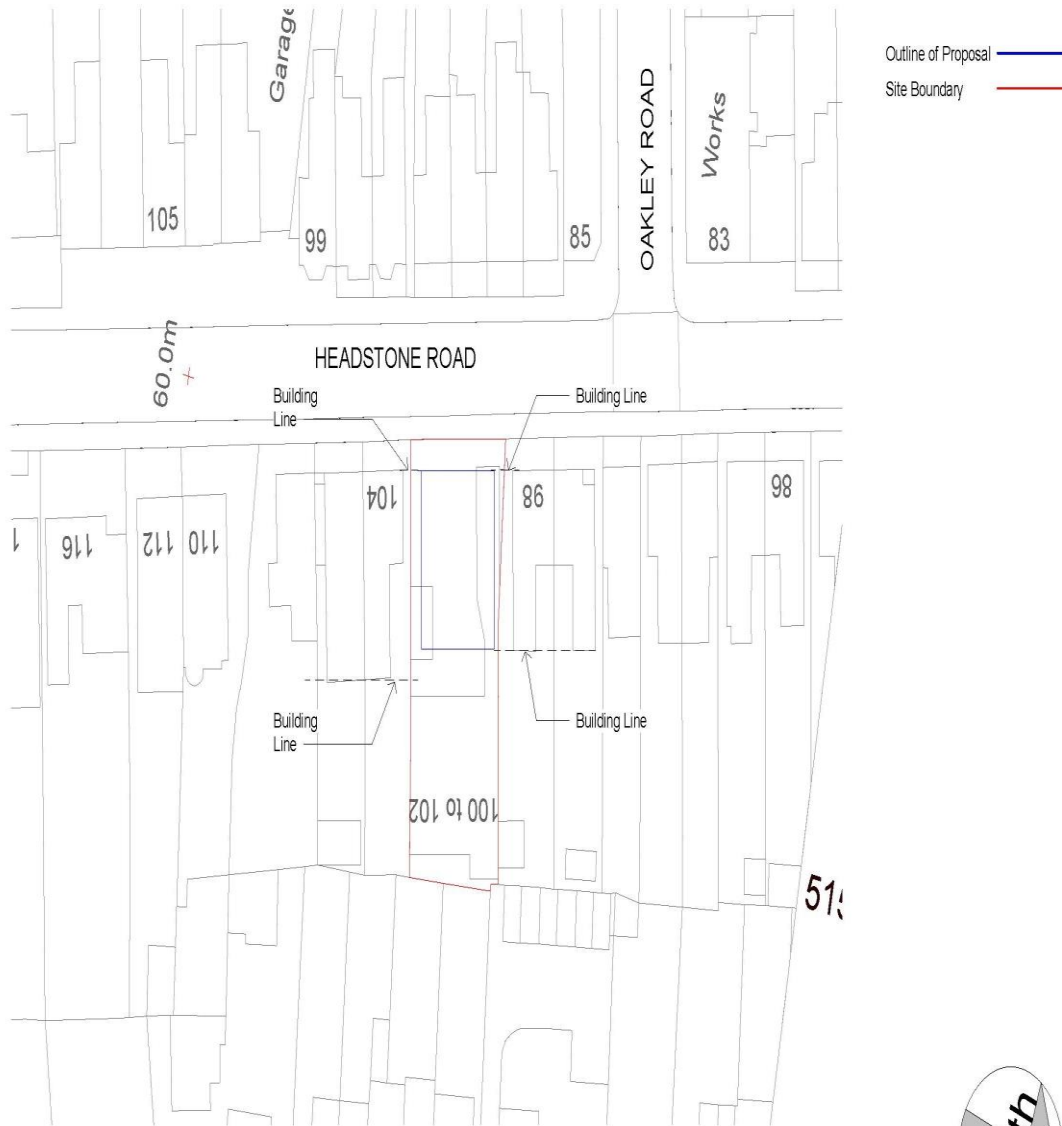 Garage
Outline of Proposal
Site Boundary
OAKLEY ROAD
Works
105
99
85
83
60.0m
HEADSTONE ROAD
Building
Line
Building Line
104
98
86
1
116
112
110
Building
Line
Building Line
100 to 102